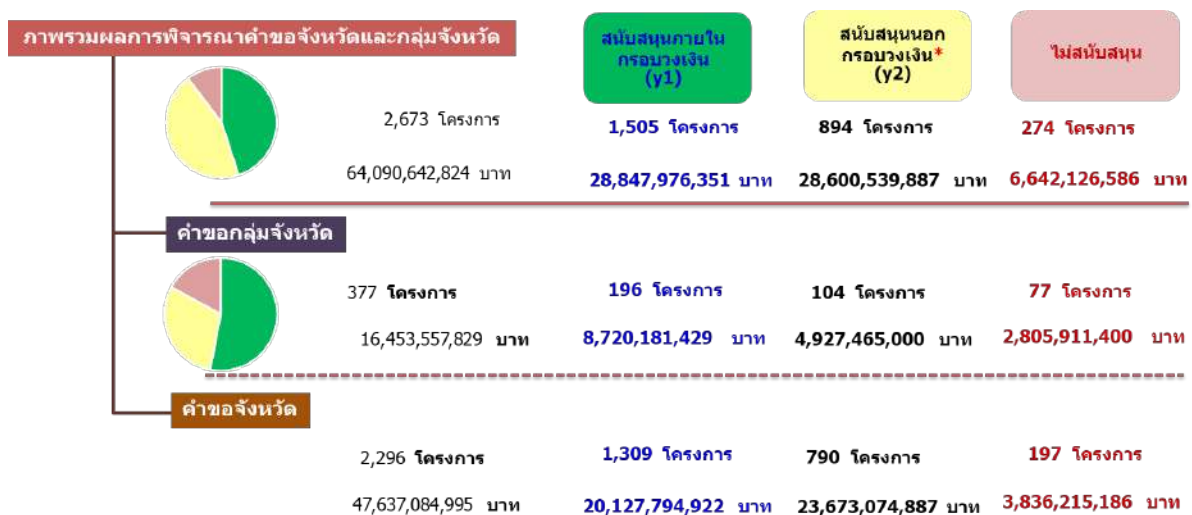 ภาพรวมผลการพิจารณาคำขอจังหวัดและกลุ่มจังหวัด
สนับสนุนภายใน
กรอบวงเงิน
(y1)
สนับสนุนนอก
กรอบวงเงิน*
(y2)
ไม่สนับสนุน
2,673 โครงการ
1,505 โครงการ
894 โครงการ
274 โครงการ
64,090,642,824 บาท
28,847,976,351 บาท
28,600,539,887 บาท
6,642,126,586 บาท
คำขอกลุ่มจังหวัด
377 โครงการ
196 โครงการ
104 โครงการ
77 โครงการ
16,453,557,829 บาท
8,720,181,429 บาท
4,927,465,000 บาท
2,805,911,400 บาท
คำขอจังหวัด
2,296 โครงการ
1,309 โครงการ
790 โครงการ
197 โครงการ
47,637,084,995 บาท
20,127,794,922 บาท
23,673,074,887 บาท
3,836,215,186 บาท